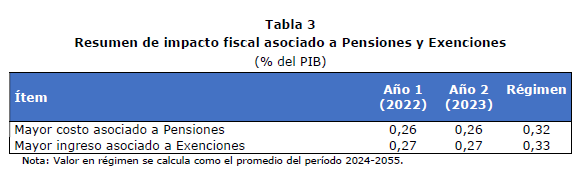 Tabla 3
Resumen de impacto fiscal asociado a Pensiones y Exenciones
(% del PIB)
Ítem Año 1 (2022) Año 2 (2023) Régimen
Mayor costo asociado a Pensiones 0,26 0,26 0,32
Mayor ingreso asociado a Exenciones 0,27 0,27 0,33
Nota: Valor en régimen se calcula como el promedio del período 2024-2055.